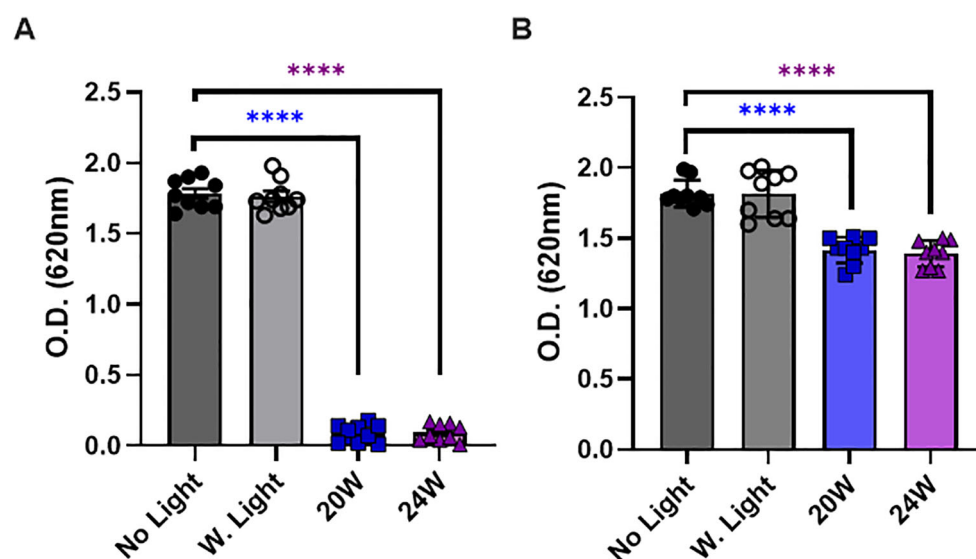 A
****
****
2.5
2.0
1.5
1.0
0.5
0.0
O.D. (620nm)
No Light
W. Light
20W
24W
B
****
****
2.5
2.0
1.5
1.0
0.5
0.0
O.D. (620nm)
No Light
W. Light
20W
24W